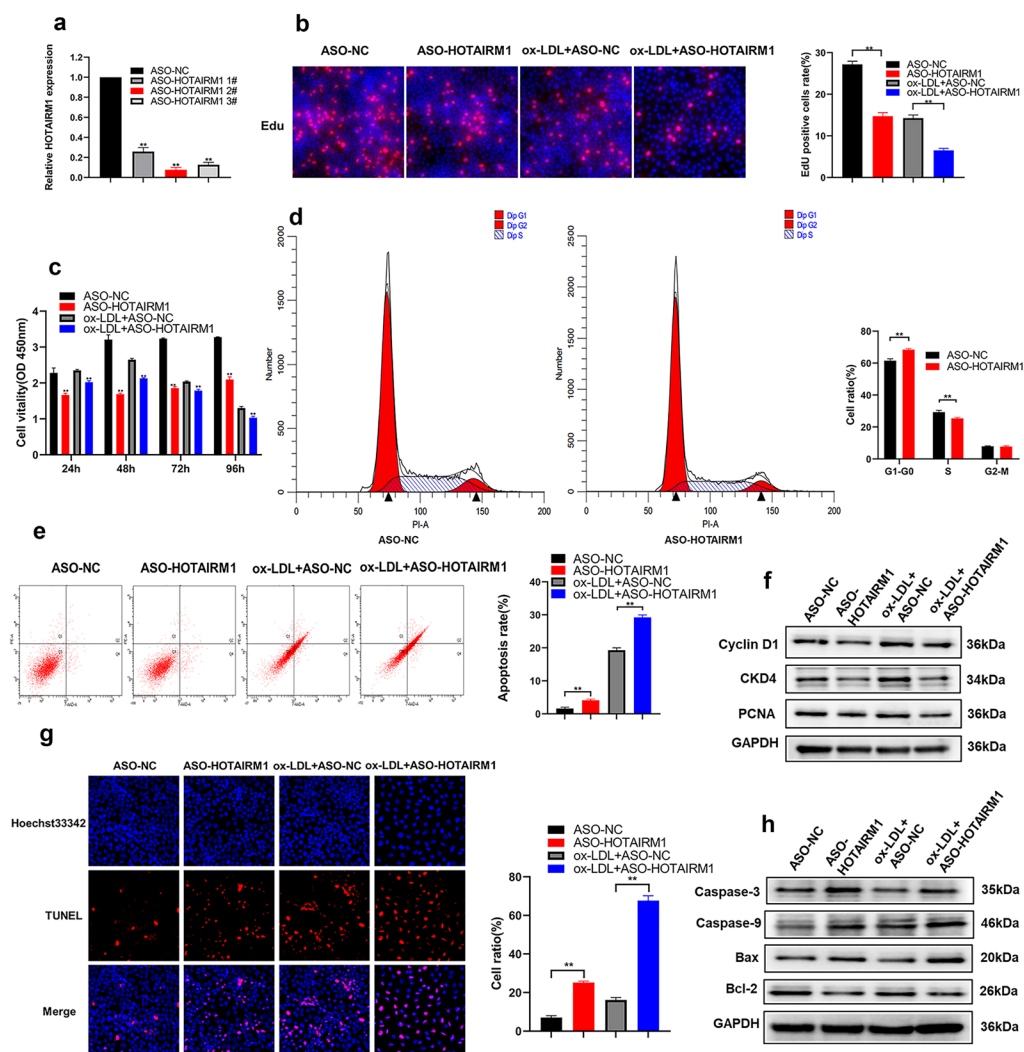 a
Relative HOTAIRM1 expression
1.2
1.0
0.8
0.6
0.4
0.2
0.0
ASO-NC
ASO-HOTAIRM1 1#
ASO-HOTAIRM1 2#
ASO-HOTAIRM1 3#
**
**
**
b
ASO-NC ASO-HOTAIRM1 ox-LDL+ASO-NC ox-LDL+ASO-HOTAIRM1
Edu
EdU positive cells rate(%)
30
20
10
0
**
**
ASO-NC
ASO-HOTAIRM1
ox-LDL+ASO-NC
ox-LDL+ASO-HOTAIRM1
c
ASO-NC
ASO-HOTAIRM1
ox-LDL+ASO-NC
ox-LDL+ASO-HOTAIRM1
Cell vitality(OD 450nm)
3
2
1
0
** ** ** ** ** ** ** **
24h 48h 72h 96h
d
Dip G1
Dip G2
Dip S
Number
2000
1500
1000
500
0
0 50 100 150 200
PI-A
ASO-NC
Dip G1
Dip G2
Dip S
Number
2500
2000
1500
1000
500
0
0 50 100 150 200
PI-A
ASO-HOTAIRM1
Cell ratio(%)
80
60
40
20
0
**
**
ASO-NC
ASO-HOTAIRM1
G1-G0 S G2-M
e
ASO-NC ASO-HOTAIRM1 ox-LDL+ASO-NC ox-LDL+ASO-HOTAIRM1
Apoptosis rate(%)
40
30
20
10
0
ASO-NC
ASO-HOTAIRM1
ox-LDL+ASO-NC
ox-LDL+ASO-HOTAIRM1
**
**
f
ASO-NC
ASO-
HOTAIRM1
ox-LDL+
ASO-NC
ox-LDL+
ASO-HOTAIRM1
Cyclin D1 36kDa
CKD4 34kDa
PCNA 36kDa
GAPDH 36kDa
g
ASO-NC ASO-HOTAIRM1 ox-LDL+ASO-NC ox-LDL+ASO-HOTAIRM1
Hoechst33342
TUNEL
Merge
ASO-NC
ASO-HOTAIRM1
ox-LDL+ASO-NC
ox-LDL+ASO-HOTAIRM1
Cell ratio(%)
80
60
40
20
0
**
**
h
ASO-NC
ASO-
HOTAIRM1
ox-LDL+
ASO-NC
ox-LDL+
ASO-HOTAIRM1
Caspase-3 35kDa
Caspase-9 46kDa
Bax 20kDa
Bcl-2 26kDa
GAPDH 36kDa